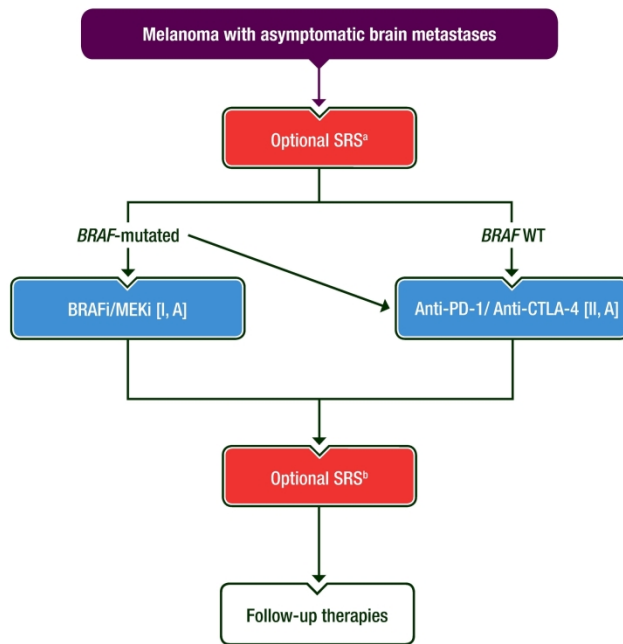 Melanoma with asymptomatic brain metastases
Optional SRSᵃ
BRAF-mutated
BRAF WT
BRAFi/MEKi [I, A]
Anti-PD-1/ Anti-CTLA-4 [II, A]
Optional SRSᵇ
Follow-up therapies